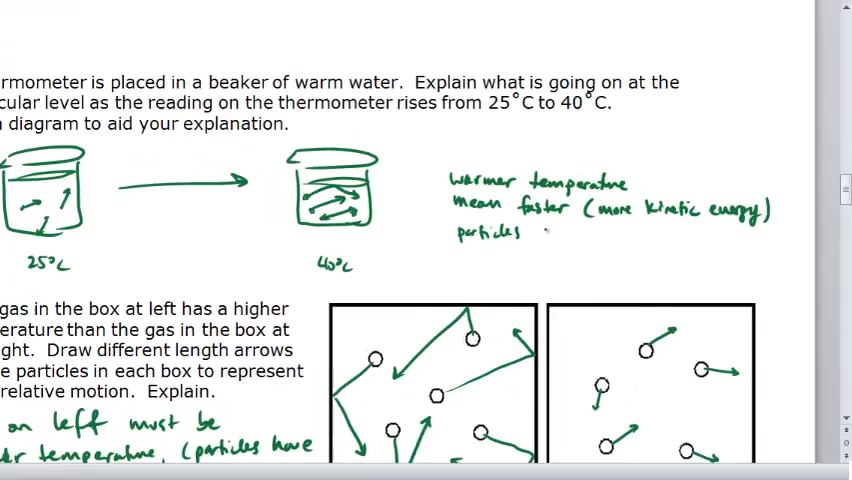 rmometer is placed in a beaker of warm water. Explain what is going on at the
cular level as the reading on the thermometer rises from 25°C to 40°C.
diagram to aid your explanation.
warmer temperature
mean faster (more kinetic energy)
particles
25°C
40°C
gas in the box at left has a higher
erature than the gas in the box at
ght. Draw different length arrows
e particles in each box to represent
relative motion. Explain.
on left must be
temperature, (particles have